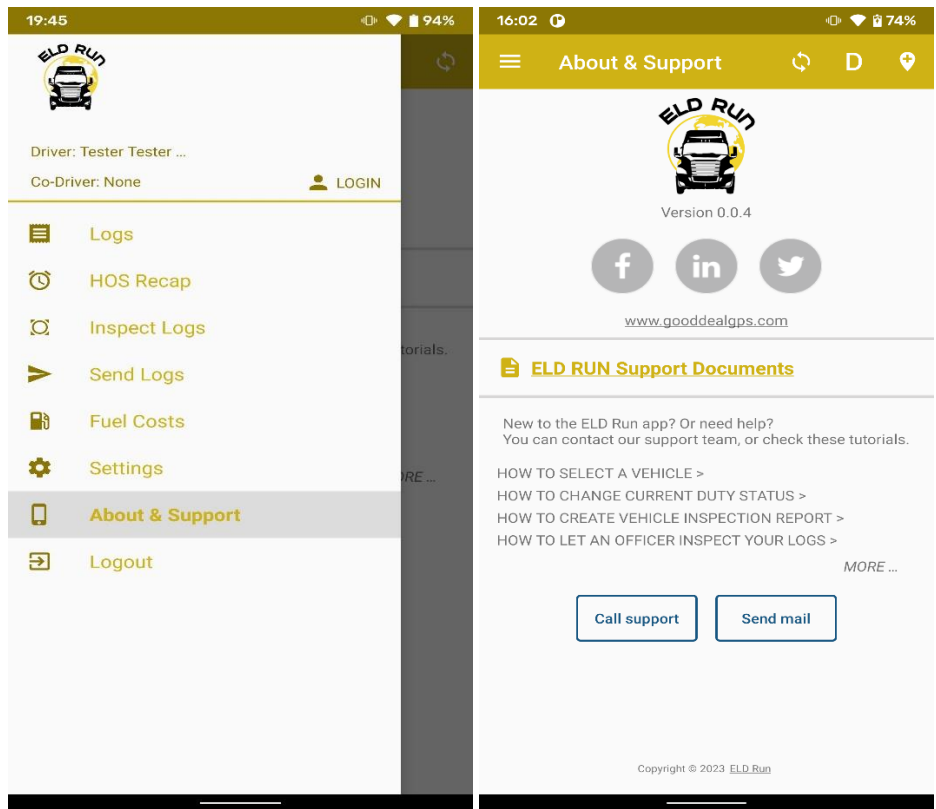 19:45
94%
ELD RUN
Driver: Tester Tester ...
Co-Driver: None
LOGIN
Logs
HOS Recap
Inspect Logs
Send Logs
Fuel Costs
Settings
About & Support
Logout
torials.
ORE ...
16:02
74%
About & Support
D
ELD RUN
Version 0.0.4
f
in
www.gooddealgps.com
ELD RUN Support Documents
New to the ELD Run app? Or need help?
You can contact our support team, or check these tutorials.
HOW TO SELECT A VEHICLE >
HOW TO CHANGE CURRENT DUTY STATUS >
HOW TO CREATE VEHICLE INSPECTION REPORT >
HOW TO LET AN OFFICER INSPECT YOUR LOGS >
MORE ...
Call support
Send mail
Copyright © 2023 ELD Run